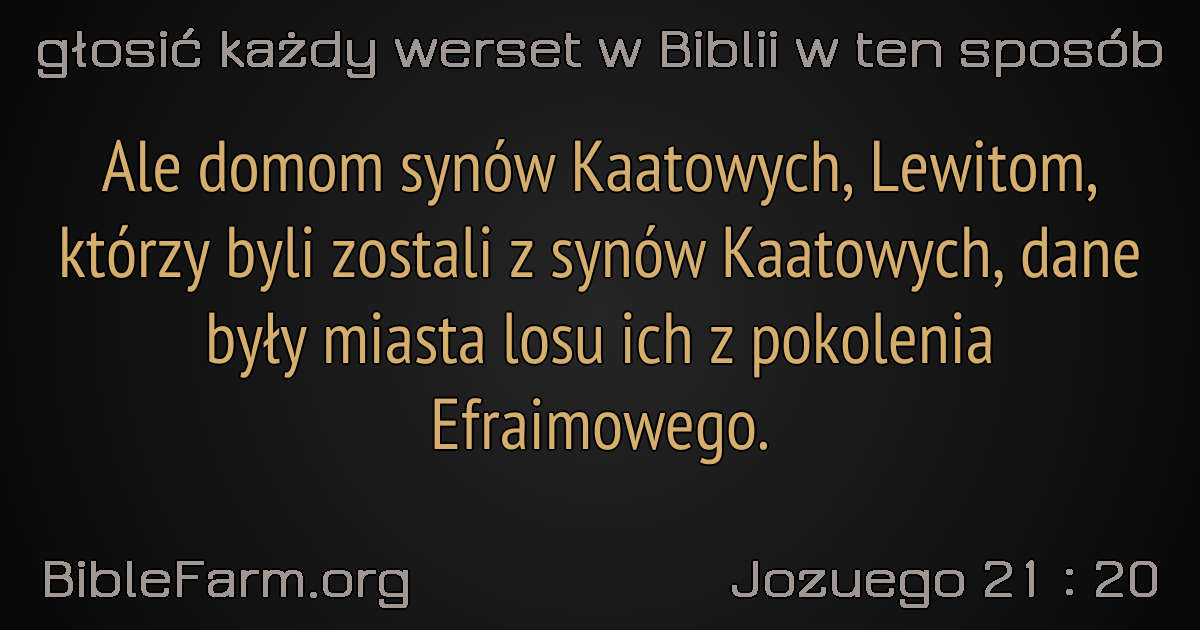 głosić każdy werset w Biblii w ten sposób
Ale domom synów Kaatowych, Lewitom,
którzy byli zostali z synów Kaatowych, dane
były miasta losu ich z pokolenia
Efraimowego.
BibleFarm.org
Jozuego 21 : 20